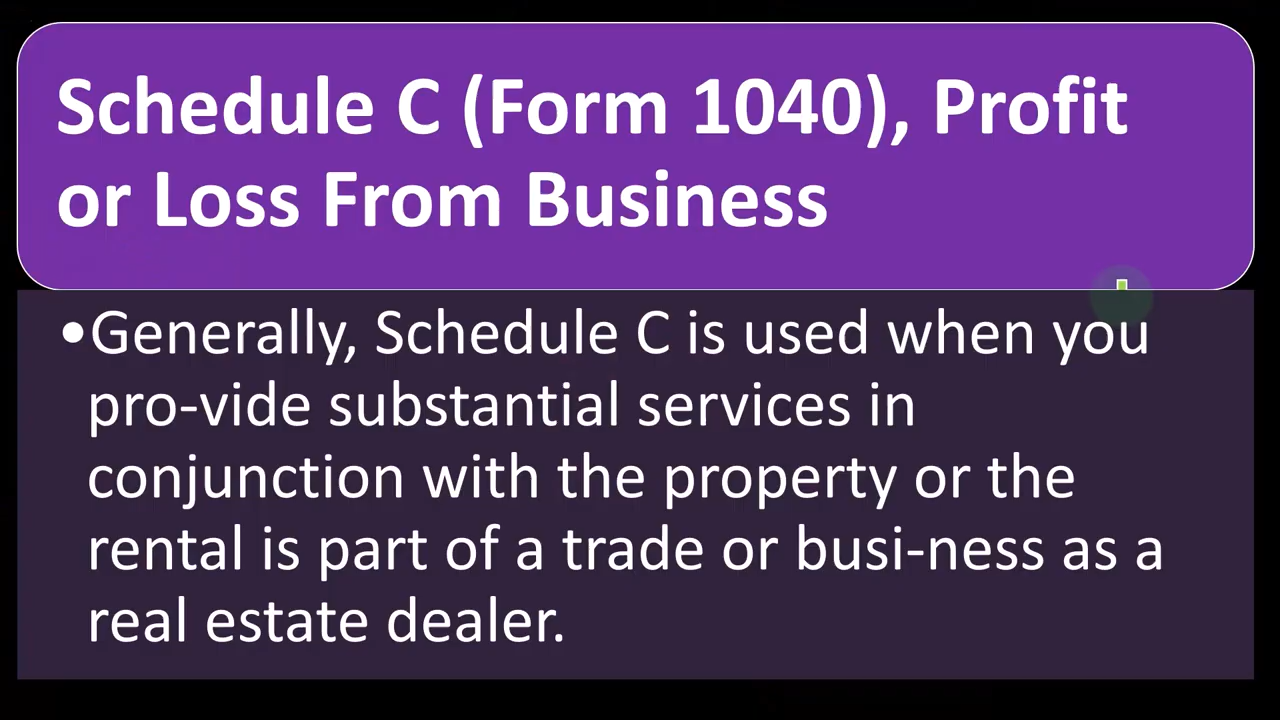 Schedule C (Form 1040), Profit
or Loss From Business
•Generally, Schedule C is used when you
pro-vide substantial services in
conjunction with the property or the
rental is part of a trade or busi-ness as a
real estate dealer.